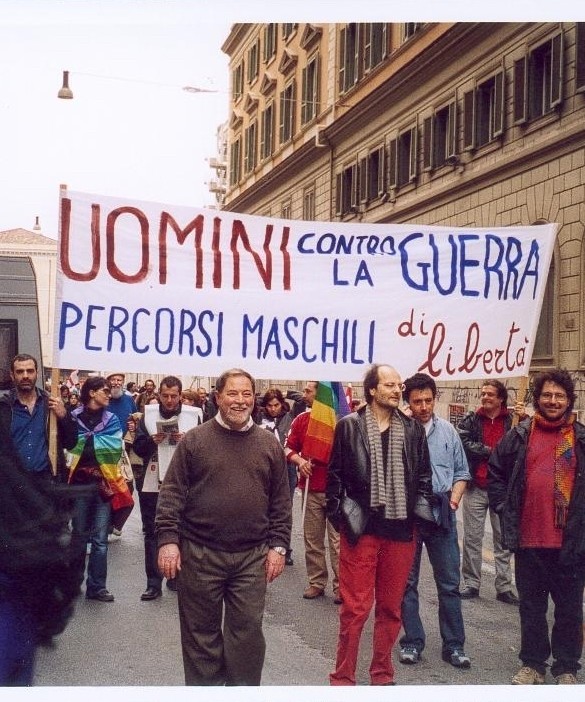 UOMINI CONTRO LA GUERRA
PERCORSI MASCHILI di libertà